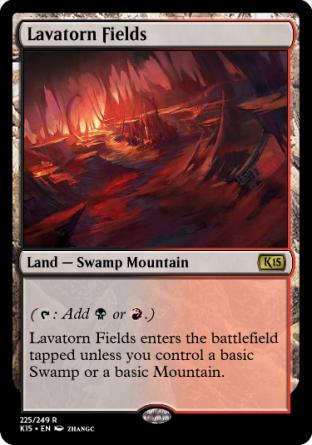 Lavatorn Fields
Land — Swamp Mountain
K15
( : Add or .)
Lavatorn Fields enters the battlefield
tapped unless you control a basic
Swamp or a basic Mountain.
225/249 R
K15 • EN ZHANGC